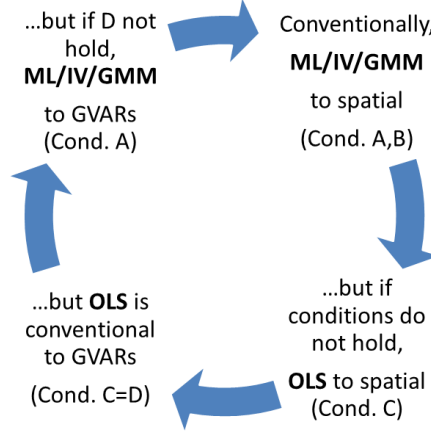 ...but if D not
hold,
ML/IV/GMM
to GVARs
(Cond. A)
Conventionally,
ML/IV/GMM
to spatial
(Cond. A,B)
...but if
conditions do
not hold,
OLS to spatial
(Cond. C)
...but OLS is
conventional
to GVARs
(Cond. C=D)